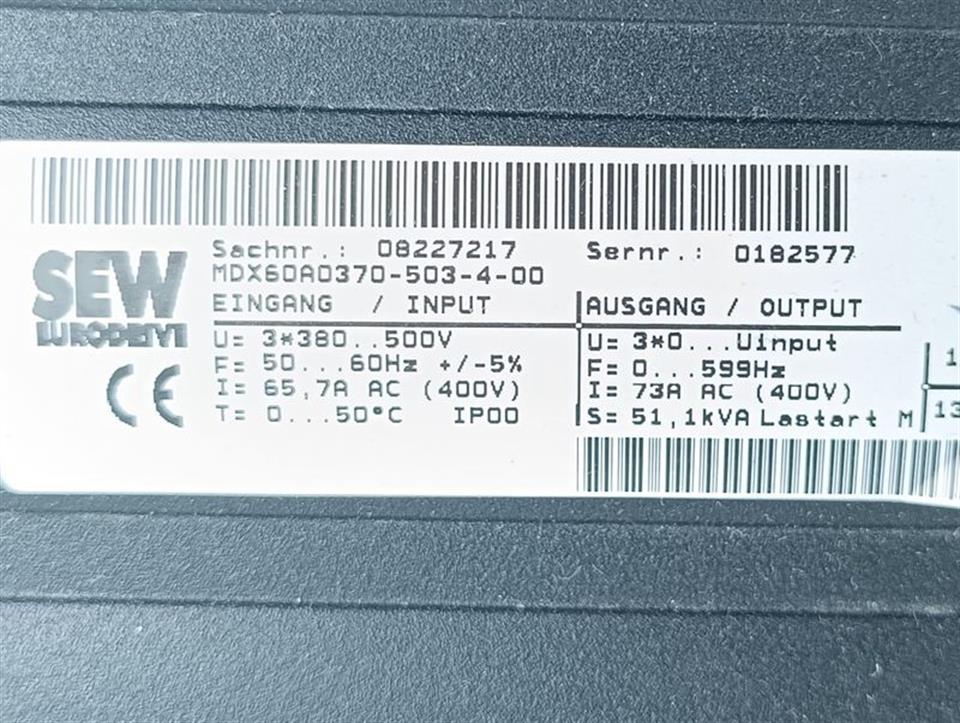 Sachnr.: 08227217 Sernr.: 0182577
MDX60A0370-503-4-00
SEW
EURODRIVE
EINGANG / INPUT
U= 3*380..500V
F= 50...60Hz +/-5%
I= 65,7A AC (400V)
T= 0...50°C IP00
CE
AUSGANG / OUTPUT
U= 3*0...Uinput
F= 0...599Hz
I= 73A AC (400V)
S= 51,1kVA Lastart M
1
13